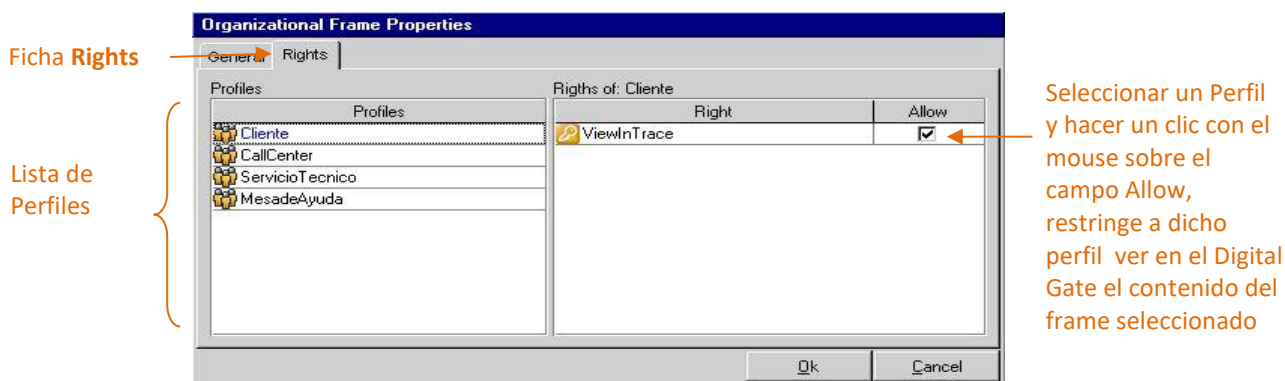 Organizational Frame Properties
Ficha Rights
General Rights
Profiles
Rigths of: Cliente
Profiles
Right
Allow
Cliente
ViewInTrace
CallCenter
ServicioTecnico
MesadeAyuda
Lista de
Perfiles
Seleccionar un Perfil
y hacer un clic con el
mouse sobre el
campo Allow,
restringe a dicho
perfil ver en el Digital
Gate el contenido del
frame seleccionado
Ok
Cancel